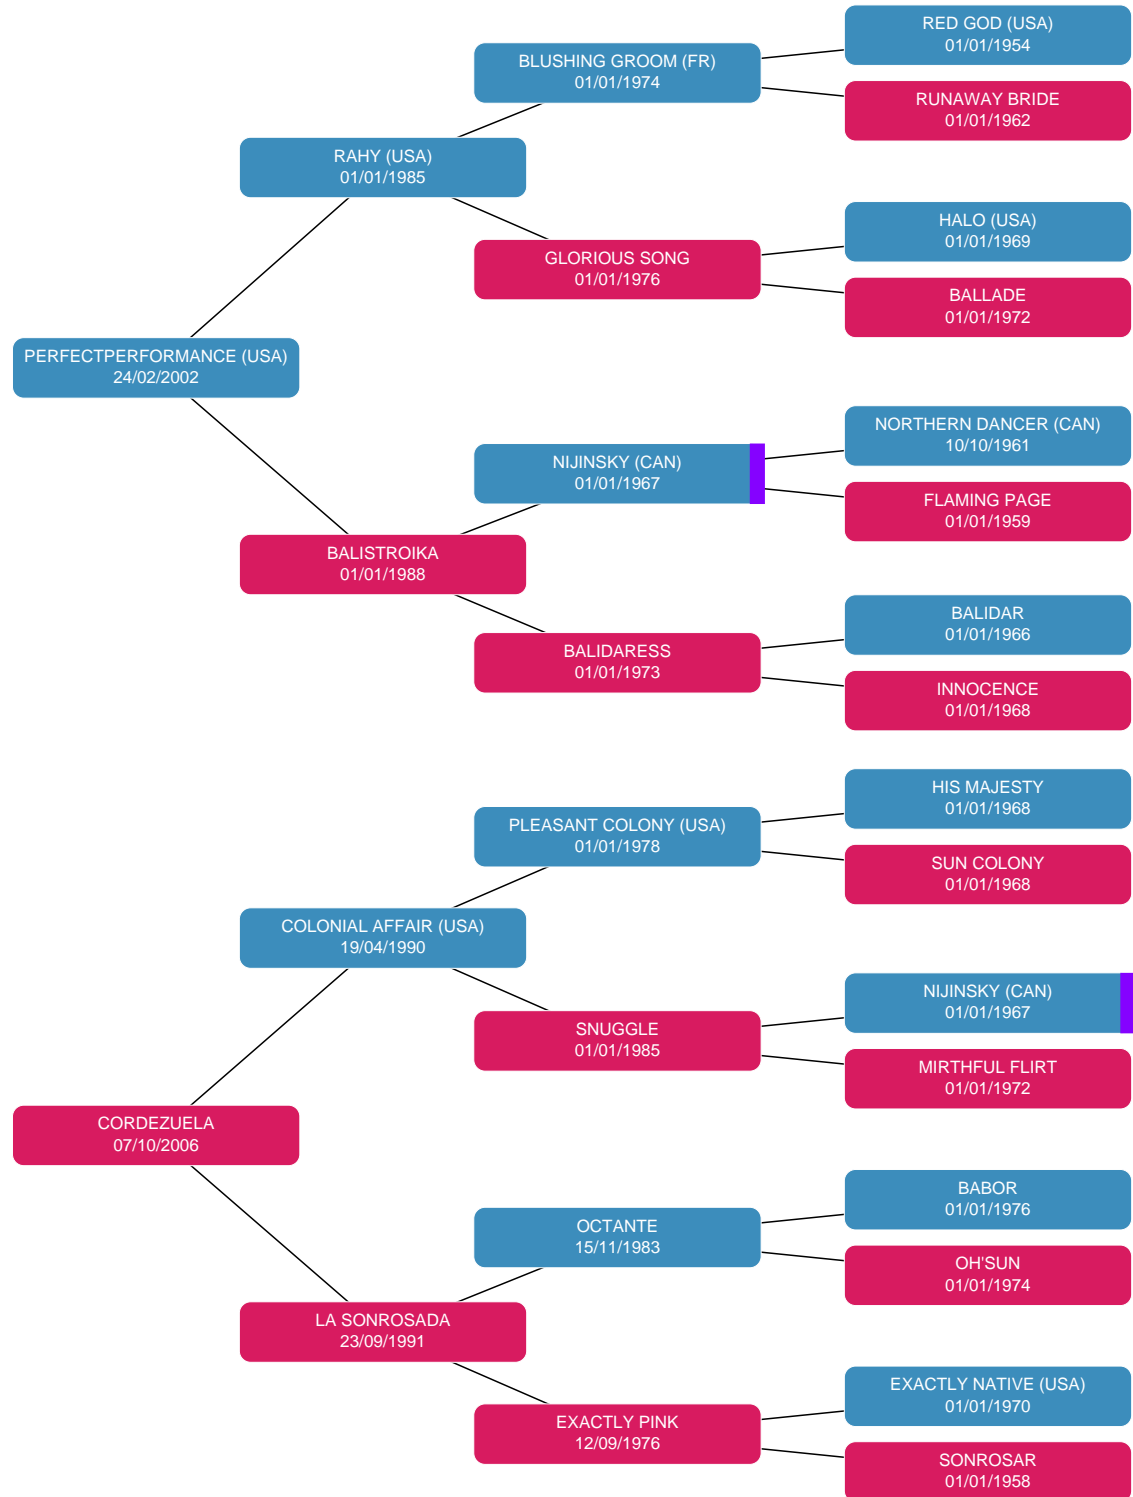 RED GOD (USA)
01/01/1954
BLUSHING GROOM (FR)
01/01/1974
RUNAWAY BRIDE
01/01/1962
RAHY (USA)
01/01/1985
HALO (USA)
01/01/1969
GLORIOUS SONG
01/01/1976
BALLADE
01/01/1972
PERFECTPERFORMANCE (USA)
24/02/2002
NORTHERN DANCER (CAN)
10/10/1961
NIJINSKY (CAN)
01/01/1967
FLAMING PAGE
01/01/1959
BALISTROIKA
01/01/1988
BALIDAR
01/01/1966
BALIDARESS
01/01/1973
INNOCENCE
01/01/1968
HIS MAJESTY
01/01/1968
PLEASANT COLONY (USA)
01/01/1978
SUN COLONY
01/01/1968
COLONIAL AFFAIR (USA)
19/04/1990
NIJINSKY (CAN)
01/01/1967
SNUGGLE
01/01/1985
MIRTHFUL FLIRT
01/01/1972
CORDEZUELA
07/10/2006
BABOR
01/01/1976
OCTANTE
15/11/1983
OH'SUN
01/01/1974
LA SONROSADA
23/09/1991
EXACTLY NATIVE (USA)
01/01/1970
EXACTLY PINK
12/09/1976
SONROSAR
01/01/1958